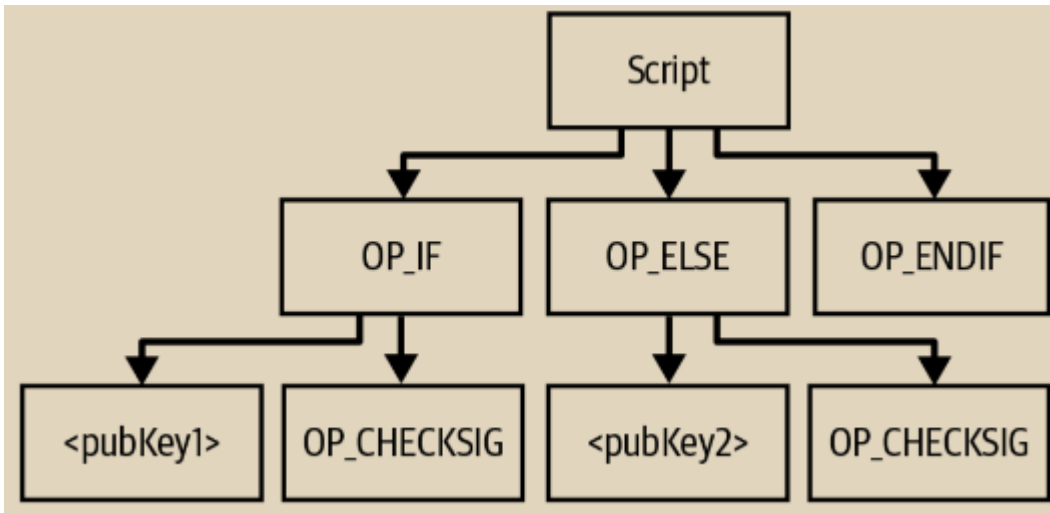 Script
OP_IF
OP_ELSE
OP_ENDIF
<pubKey1>
OP_CHECKSIG
<pubKey2>
OP_CHECKSIG